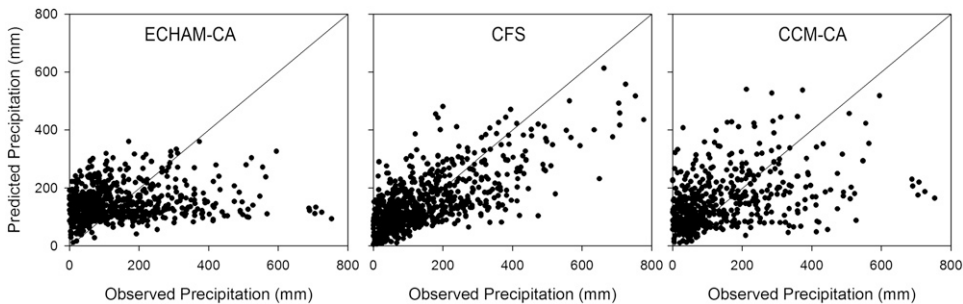 ECHAM-CA
CFS
CCM-CA
Predicted Precipitation (mm)
800
600
400
200
0
0 200 400 600 800
0 200 400 600 800
0 200 400 600 800
Observed Precipitation (mm)
Observed Precipitation (mm)
Observed Precipitation (mm)